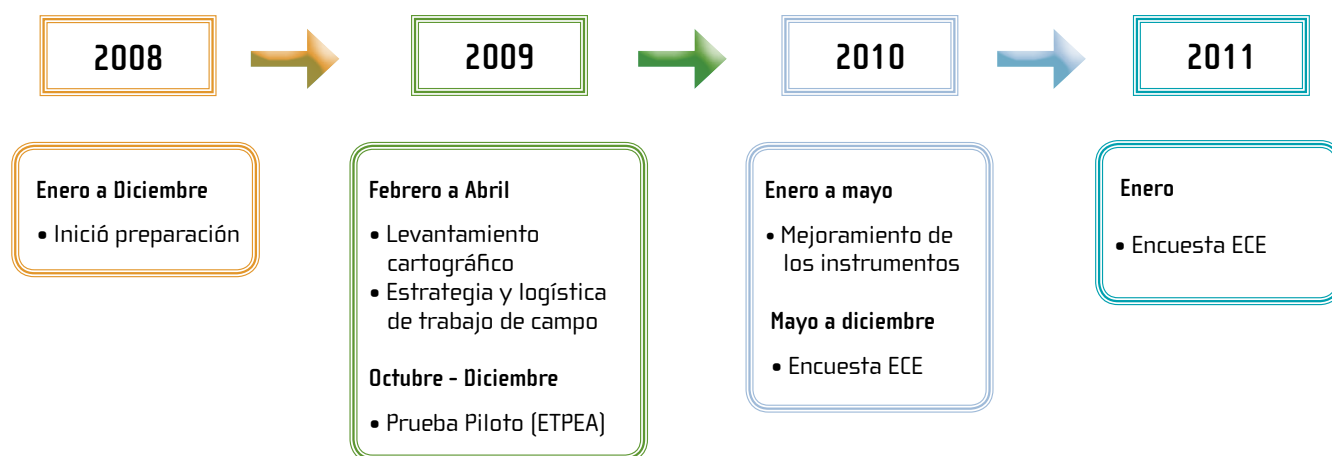 2008
2009
2010
2011
Enero a Diciembre
• Inició preparación
Febrero a Abril
• Levantamiento
cartográfico
• Estrategia y logística
de trabajo de campo
Octubre - Diciembre
• Prueba Piloto (ETPEA)
Enero a mayo
• Mejoramiento de
los instrumentos
Mayo a diciembre
• Encuesta ECE
Enero
• Encuesta ECE